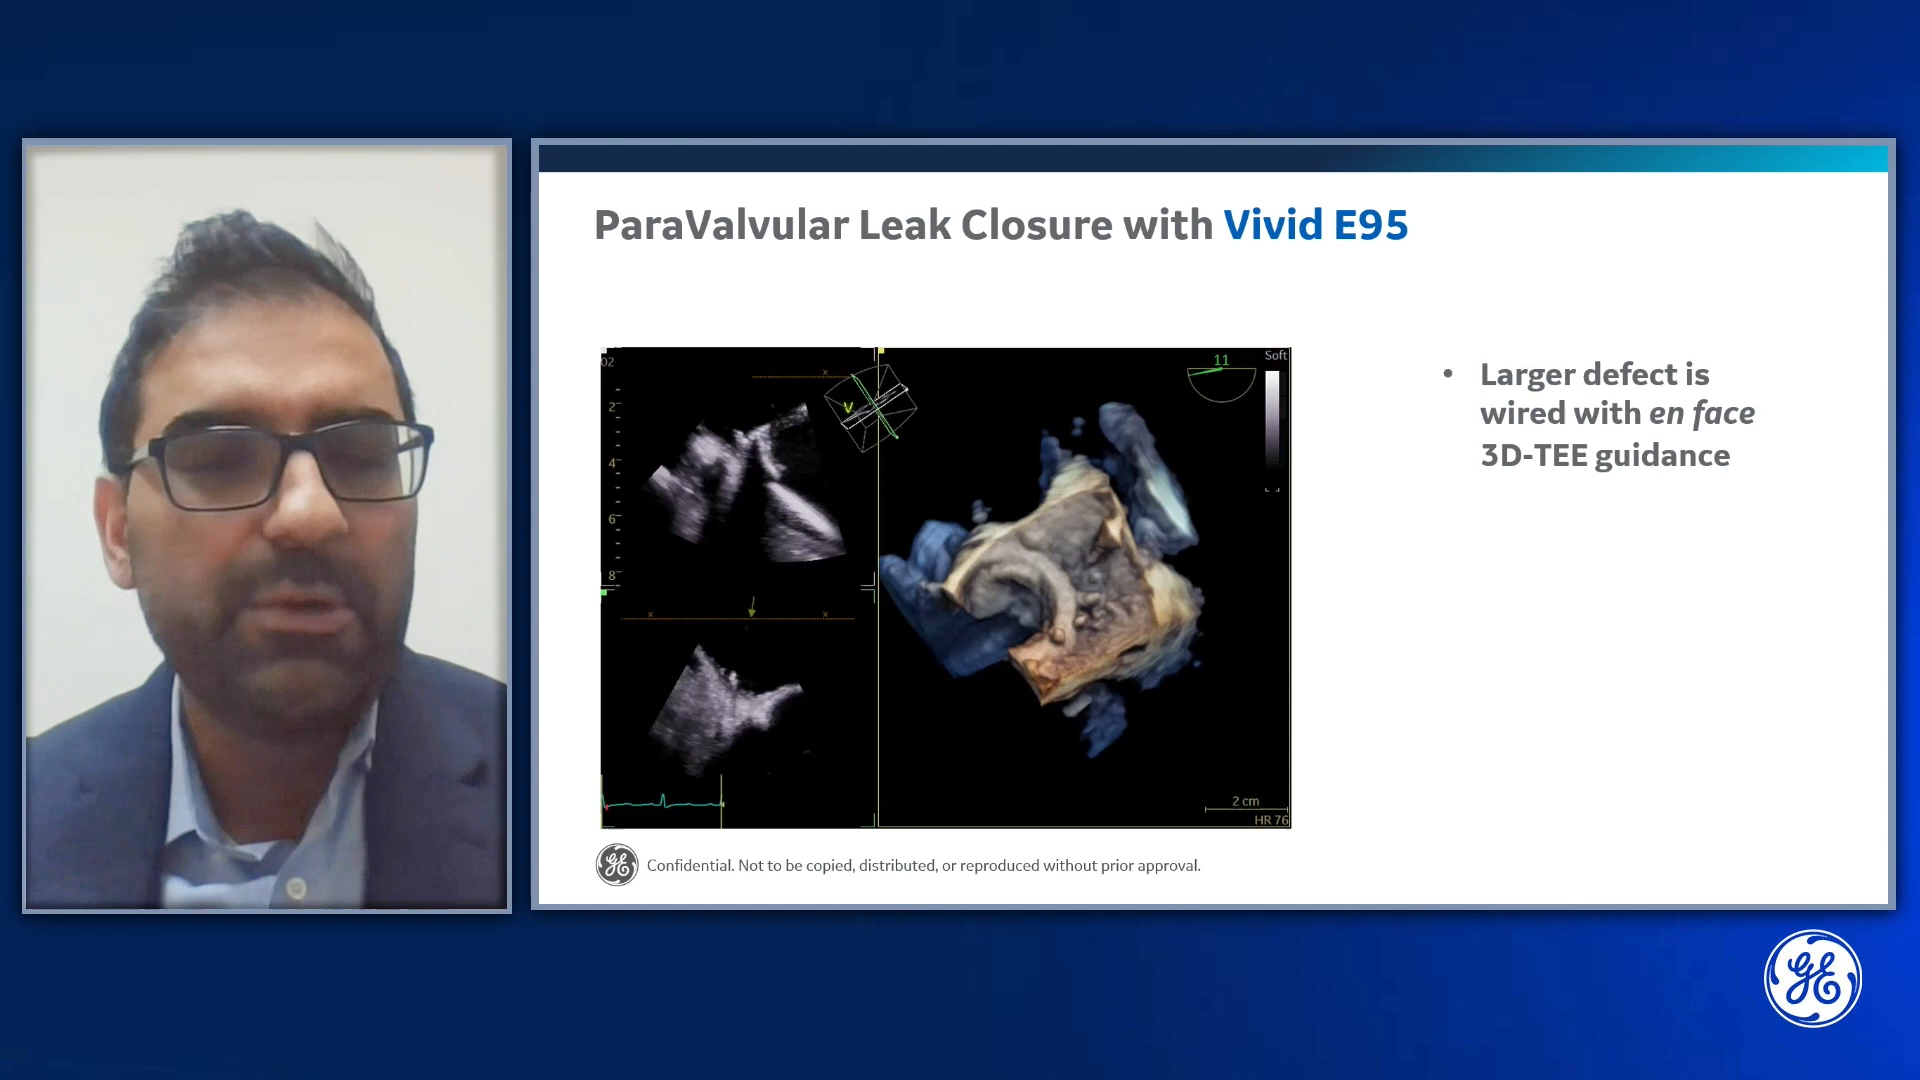 ParaValvular Leak Closure with Vivid E95
02
2
4
6
8
V
11
Soft
2 cm
HR 76
• Larger defect is
wired with en face
3D-TEE guidance
GE
Confidential. Not to be copied, distributed, or reproduced without prior approval.
GE